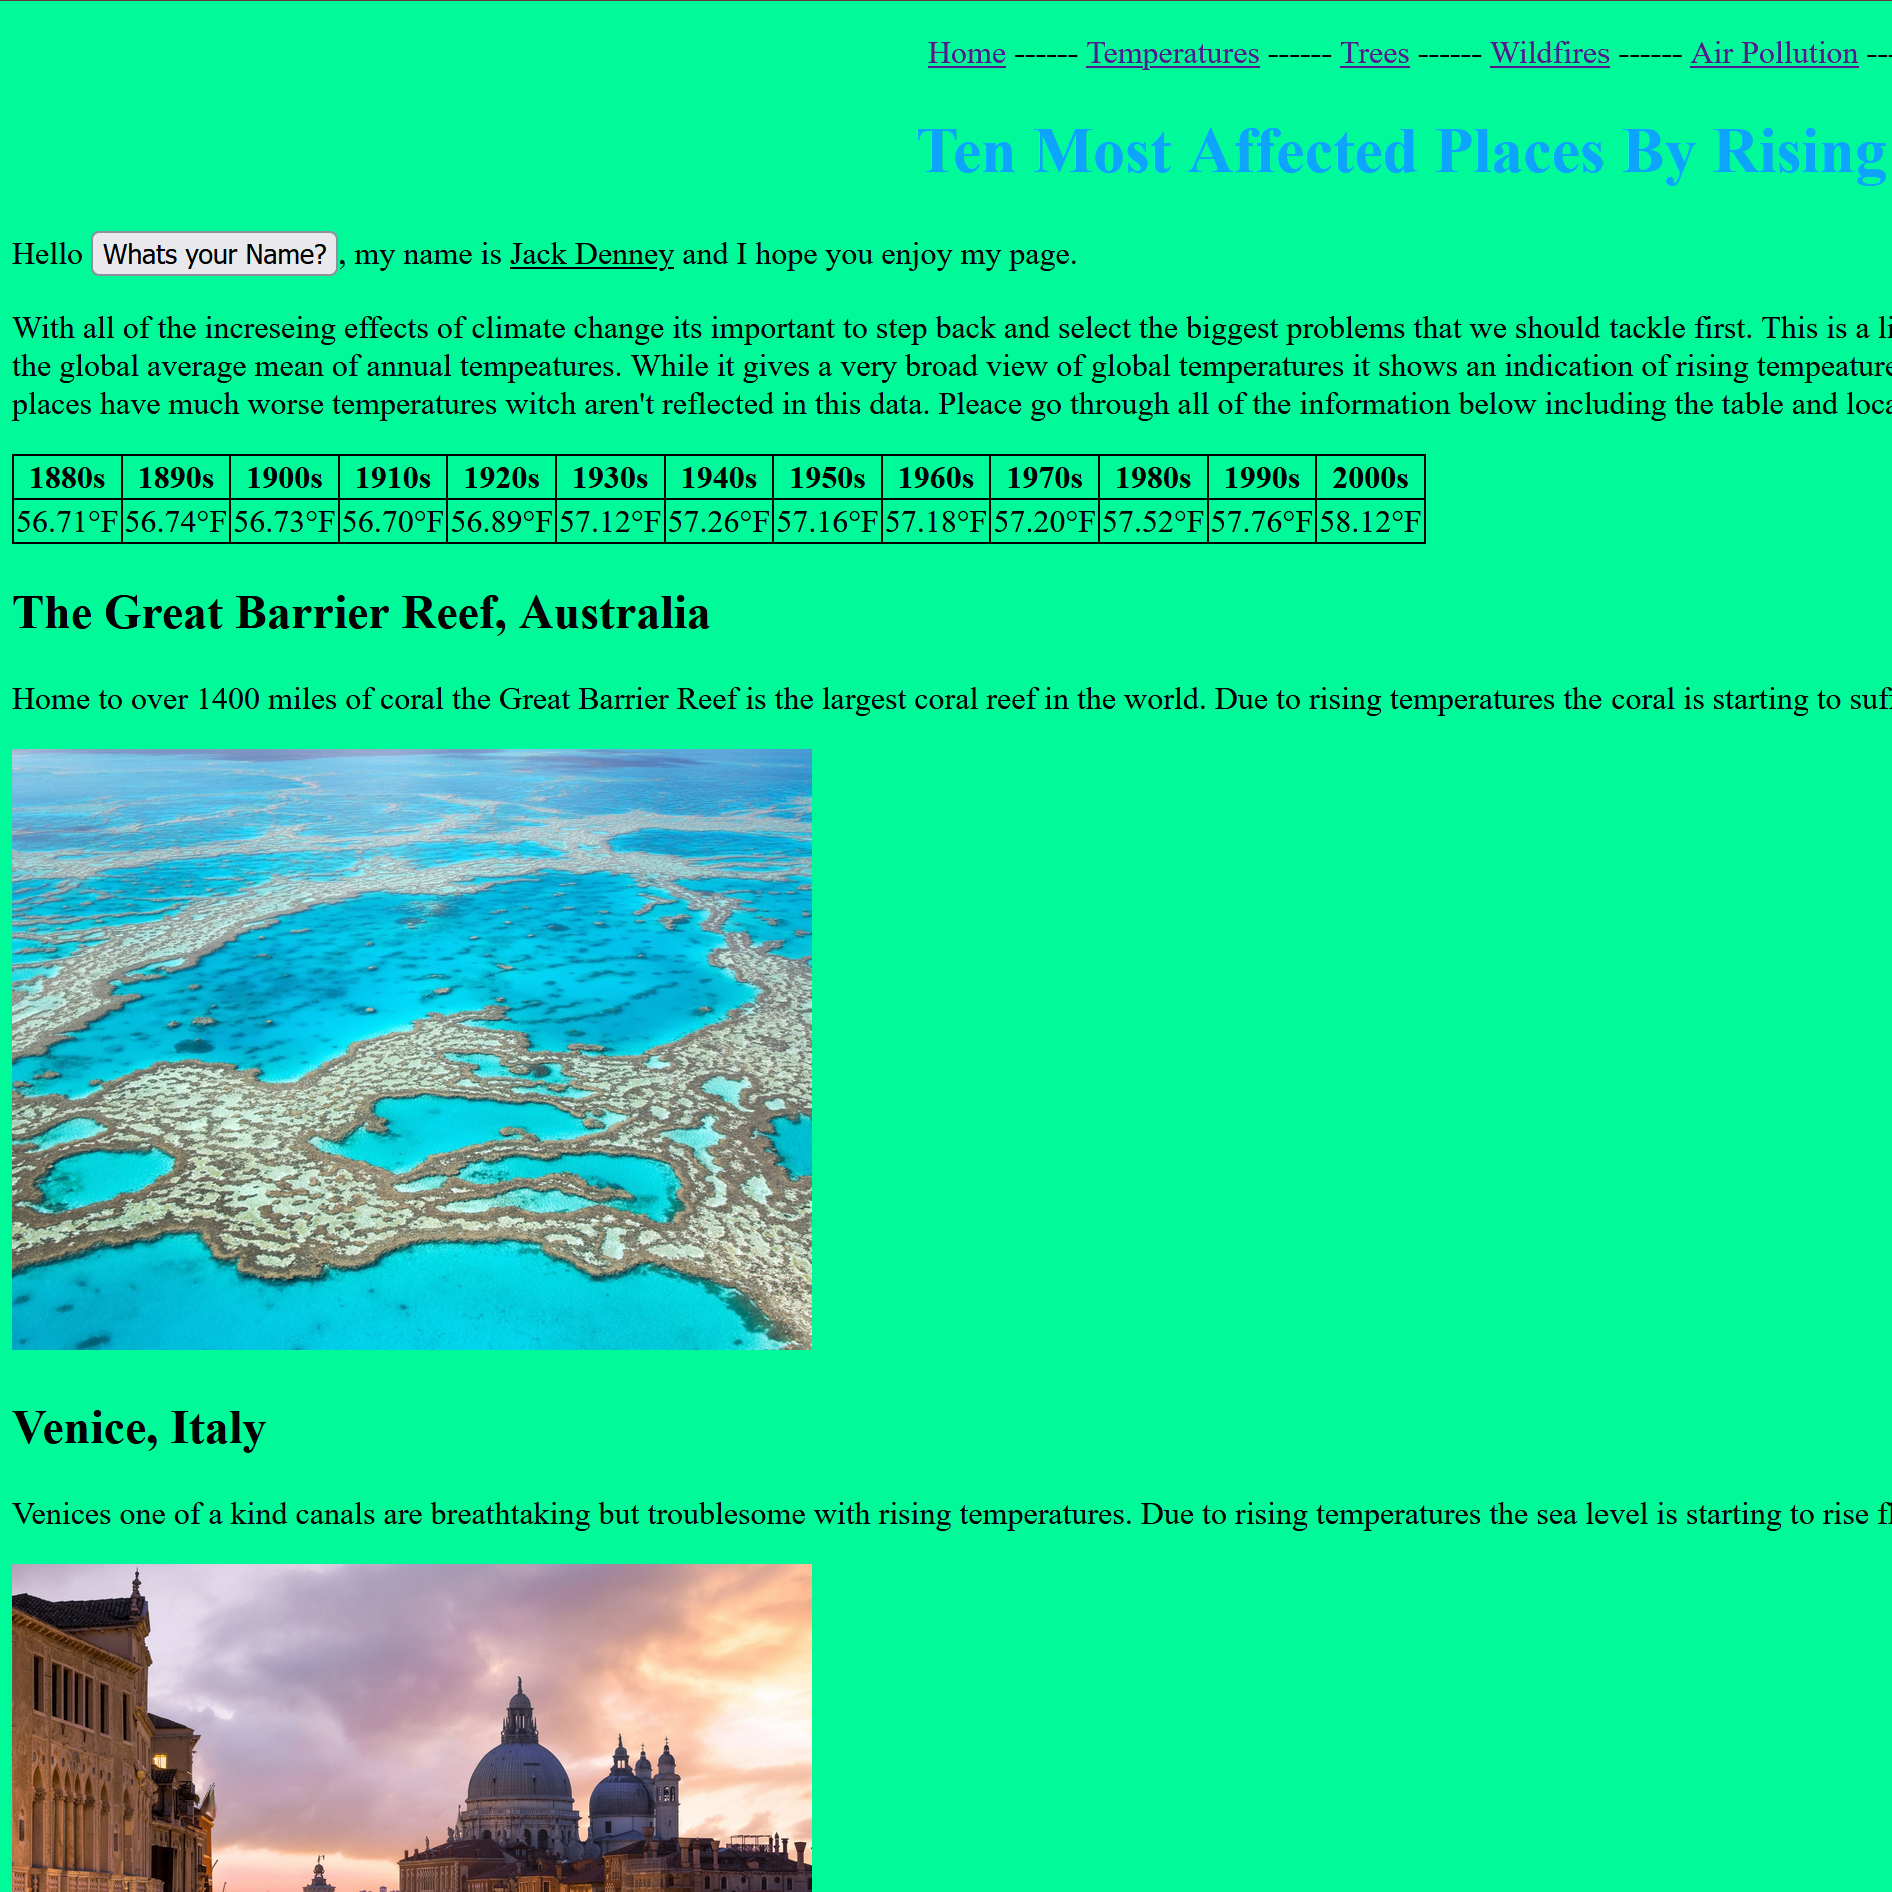 Home ------ Temperatures ------ Trees ------ Wildfires ------ Air Pollution ---
Ten Most Affected Places By Rising
Hello Whats your Name?, my name is Jack Denney and I hope you enjoy my page.
With all of the increseing effects of climate change its important to step back and select the biggest problems that we should tackle first. This is a
the global average mean of annual tempeatures. While it gives a very broad view of global temperatures it shows an indication of rising
places have much worse temperatures witch aren't reflected in this data. Pleace go through all of the information below including the table and
1880s 1890s 1900s 1910s 1920s 1930s 1940s 1950s 1960s 1970s 1980s 1990s 2000s
56.71°F 56.74°F 56.73°F 56.70°F 56.89°F 57.12°F 57.26°F 57.16°F 57.18°F 57.20°F 57.52°F 57.76°F 58.12°F
The Great Barrier Reef, Australia
Home to over 1400 miles of coral the Great Barrier Reef is the largest coral reef in the world. Due to rising temperatures the coral is starting to
Venice, Italy
Venices one of a kind canals are breathtaking but troublesome with rising temperatures. Due to rising temperatures the sea level is starting to rise